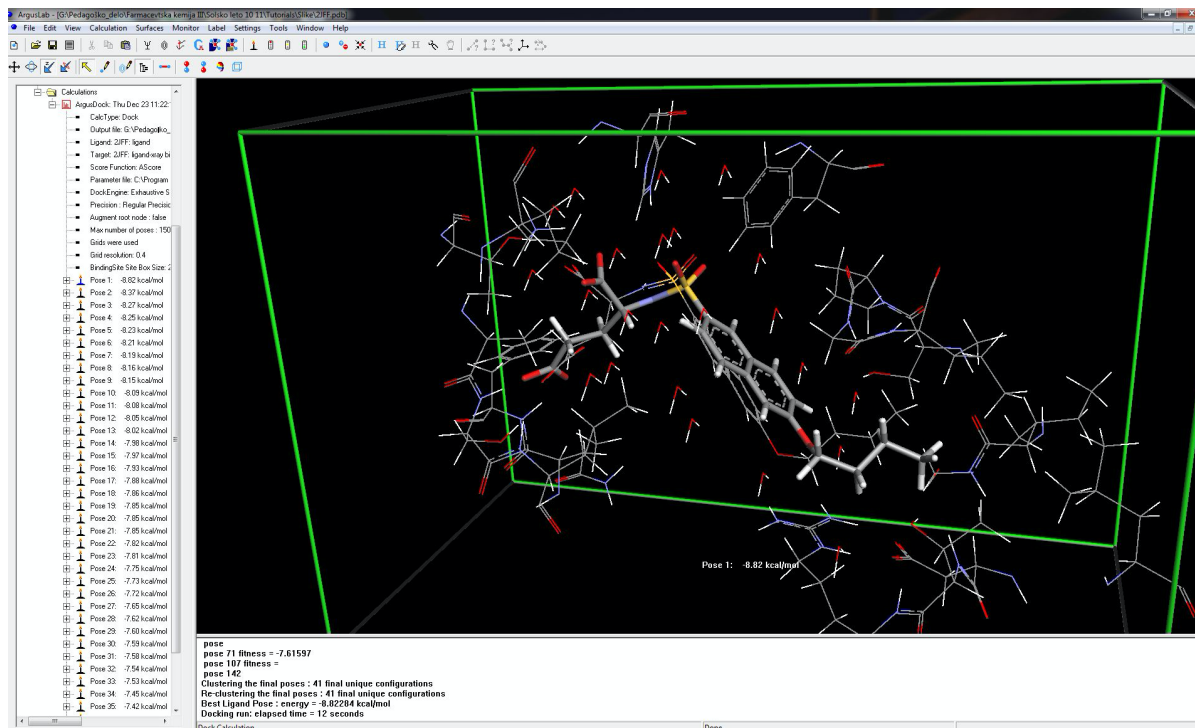 ArgusLab - [G:\Pedagoško_delo\Farmacevtska kemija III\Solsko leto 10 11\Tutorials\Slike\2JFF.pdb]
File Edit View Calculation Surfaces Monitor Label Settings Tools Window Help
Calculations
ArgusDock: Thu Dec 23 11:22:
CalcType: Dock
Output file: G:\Pedagoško_
Ligand: 2JFF: ligand
Target: 2JFF: ligand-xray bi
Score Function: AScore
Parameter file: C:\Program
DockEngine: Exhaustive S
Precision : Regular Precisio
Augment root node : false
Max number of poses : 150
Grids were used
Grid resolution: 0.4
BindingSite Site Box Size: 2
Pose 1: -8.82 kcal/mol
Pose 2: -8.37 kcal/mol
Pose 3: -8.27 kcal/mol
Pose 4: -8.25 kcal/mol
Pose 5: -8.23 kcal/mol
Pose 6: -8.21 kcal/mol
Pose 7: -8.19 kcal/mol
Pose 8: -8.16 kcal/mol
Pose 9: -8.15 kcal/mol
Pose 10: -8.09 kcal/mol
Pose 11: -8.08 kcal/mol
Pose 12: -8.05 kcal/mol
Pose 13: -8.02 kcal/mol
Pose 14: -7.98 kcal/mol
Pose 15: -7.97 kcal/mol
Pose 16: -7.93 kcal/mol
Pose 17: -7.88 kcal/mol
Pose 18: -7.86 kcal/mol
Pose 19: -7.85 kcal/mol
Pose 20: -7.85 kcal/mol
Pose 21: -7.85 kcal/mol
Pose 22: -7.82 kcal/mol
Pose 23: -7.81 kcal/mol
Pose 24: -7.75 kcal/mol
Pose 25: -7.73 kcal/mol
Pose 26: -7.72 kcal/mol
Pose 27: -7.65 kcal/mol
Pose 28: -7.62 kcal/mol
Pose 29: -7.60 kcal/mol
Pose 30: -7.59 kcal/mol
Pose 31: -7.58 kcal/mol
Pose 32: -7.54 kcal/mol
Pose 33: -7.53 kcal/mol
Pose 34: -7.45 kcal/mol
Pose 35: -7.42 kcal/mol
Pose 1: -8.82 kcal/mol
pose
pose 71 fitness = -7.61597
pose 107 fitness =
pose 142
Clustering the final poses : 41 final unique configurations
Re-clustering the final poses : 41 final unique configurations
Best Ligand Pose : energy = -8.82284 kcal/mol
Docking run: elapsed time = 12 seconds
Dock Calculation
Done